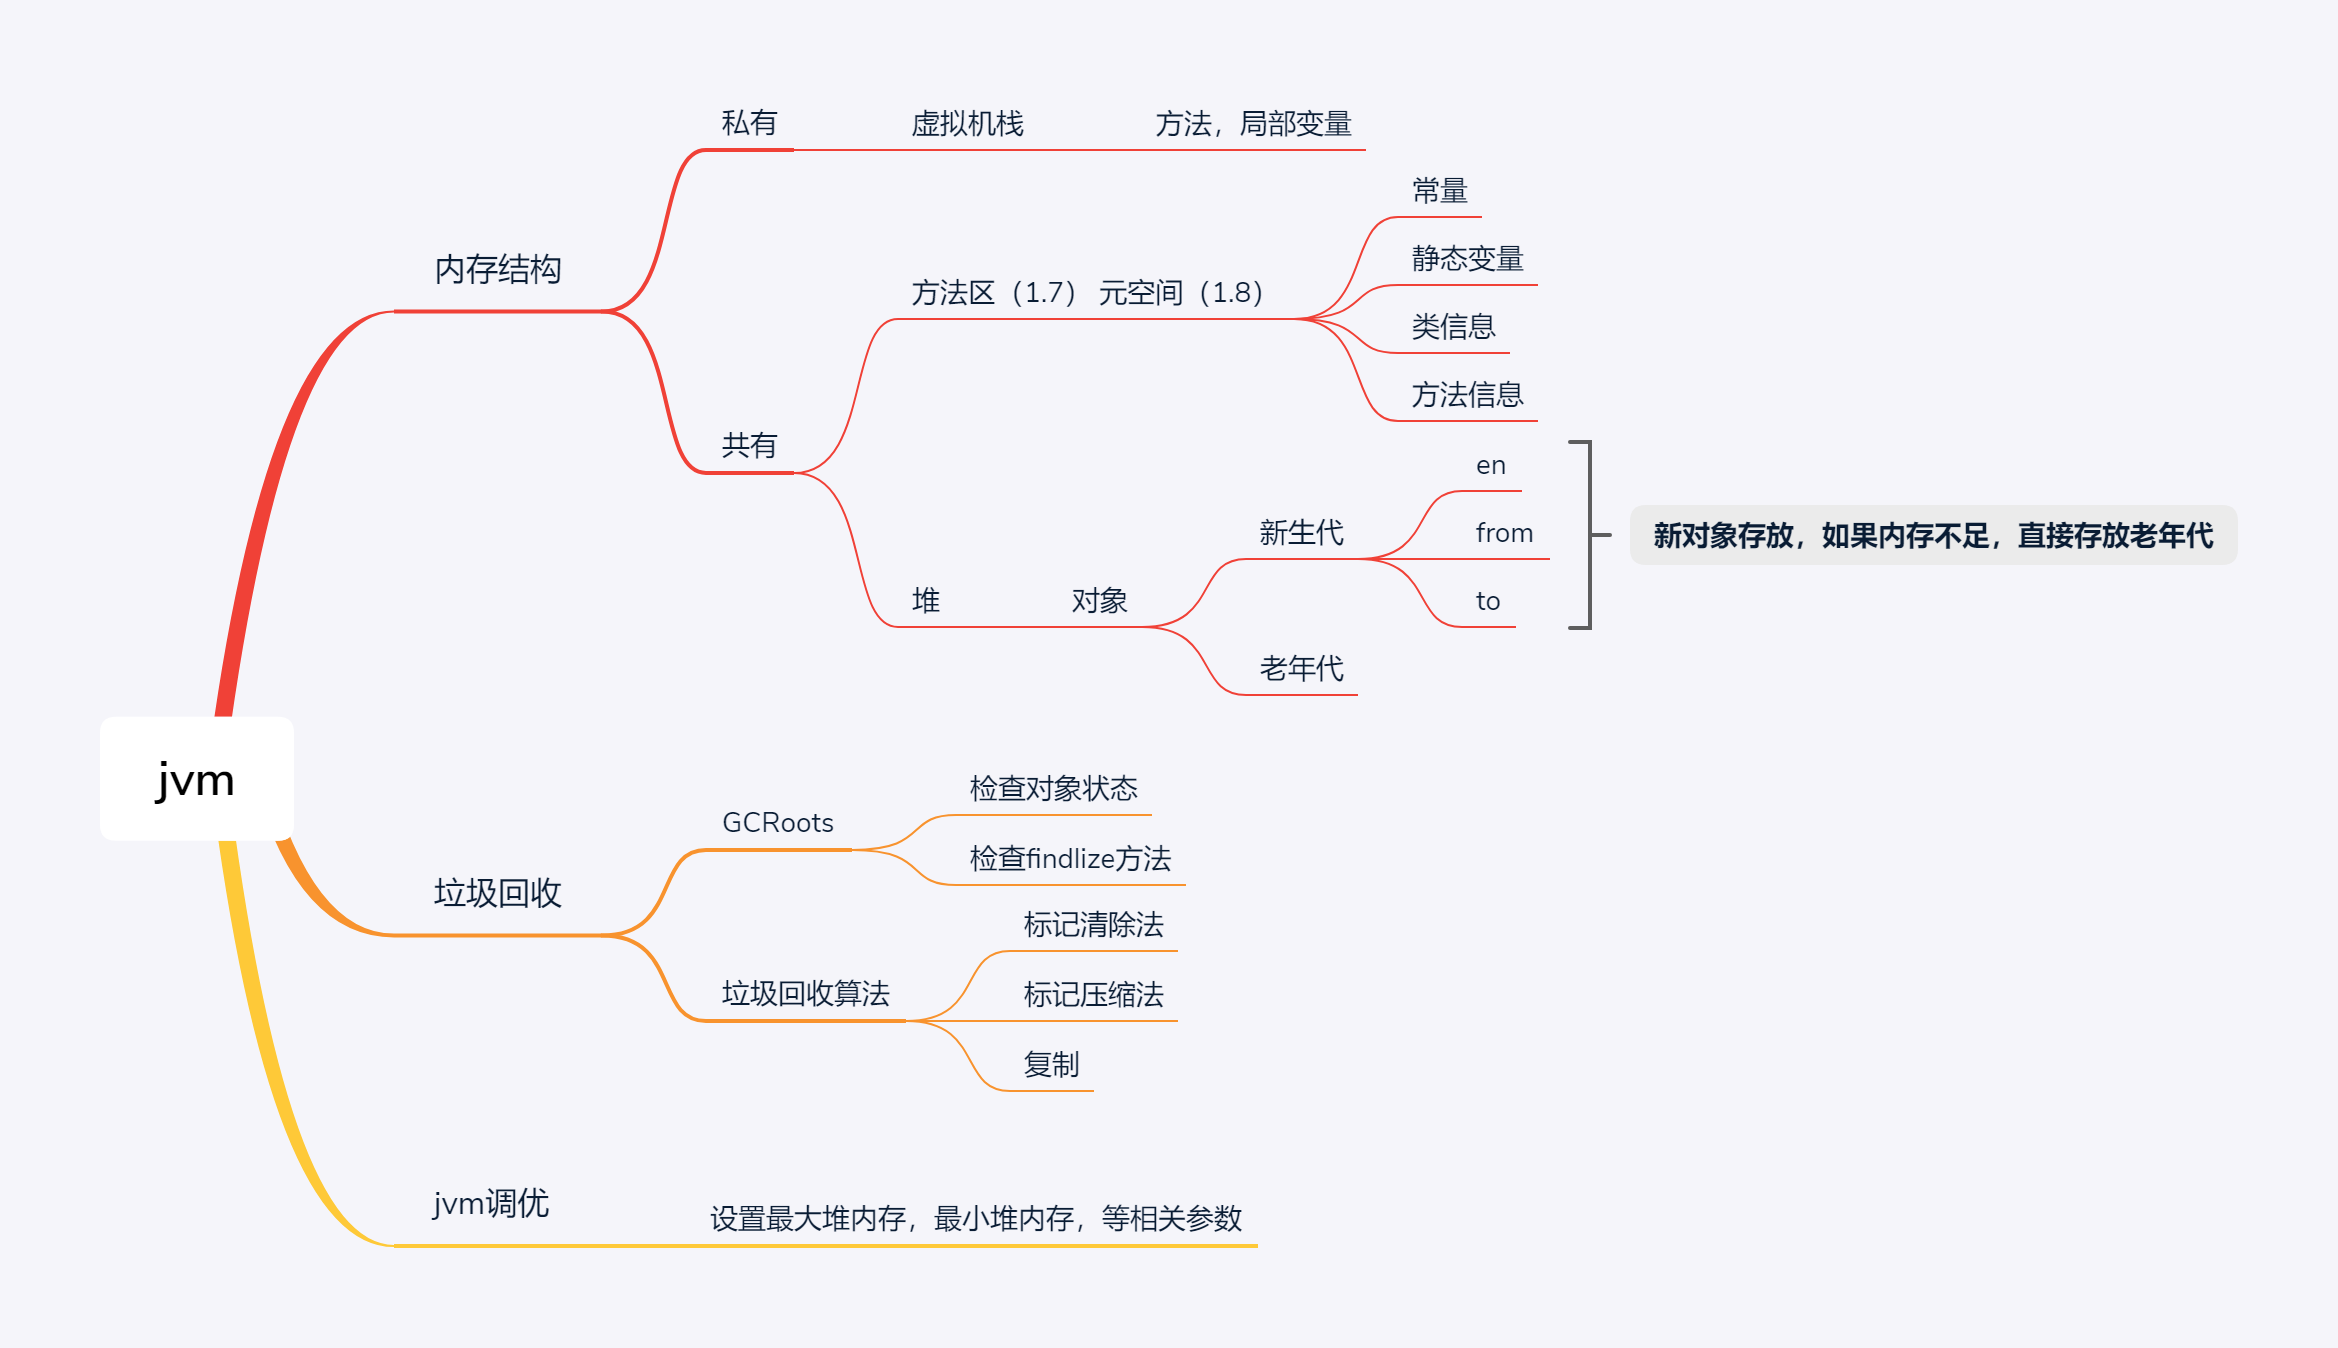 jvm
内存结构
私有
虚拟机栈
方法，局部变量
共有
方法区（1.7） 元空间（1.8）
常量
静态变量
类信息
方法信息
堆
对象
新生代
en
from
to
新对象存放，如果内存不足，直接存放老年代
老年代
垃圾回收
GCRoots
检查对象状态
检查findlize方法
垃圾回收算法
标记清除法
标记压缩法
复制
jvm调优
设置最大堆内存，最小堆内存，等相关参数